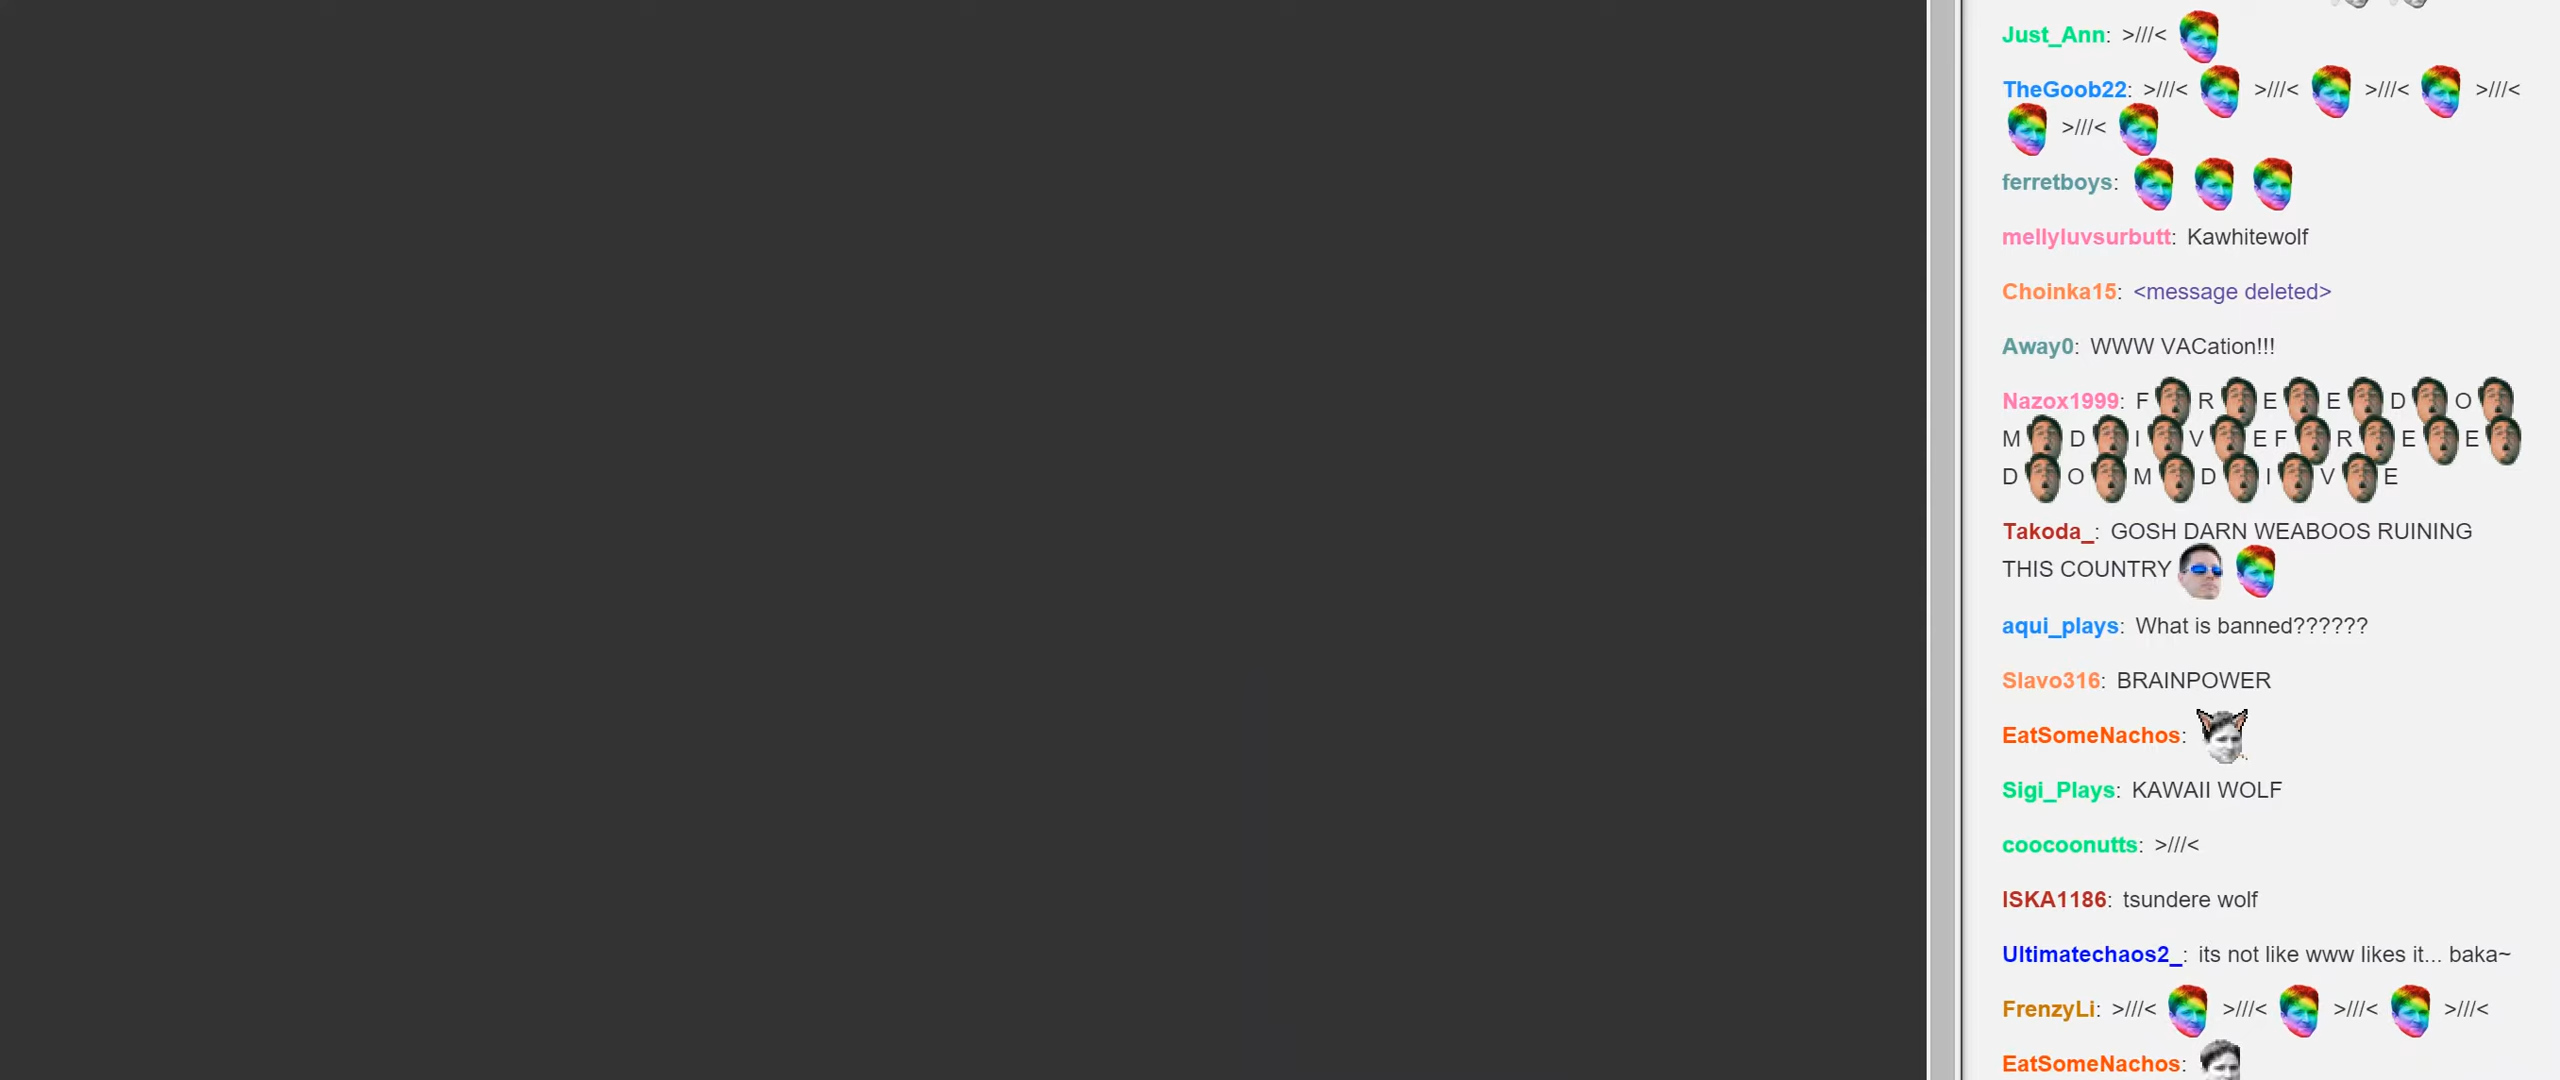 Just_Ann: >///<
TheGoob22: >///< >///< >///< >///<
>///<
ferretboys:
mellyluvsurbutt: Kawhitewolf
Choinka15: <message deleted>
Away0: WWW VACation!!!
Nazox1999: F R E E D O
M D I V E F R E E
D O M D I V E
Takoda_: GOSH DARN WEABOOS RUINING
THIS COUNTRY
aqui_plays: What is banned??????
Slavo316: BRAINPOWER
EatSomeNachos:
Sigi_Plays: KAWAII WOLF
coocoonutts: >///<
ISKA1186: tsundere wolf
Ultimatechaos2_: its not like www likes it... baka~
FrenzyLi: >///< >///< >///< >///<
EatSomeNachos: